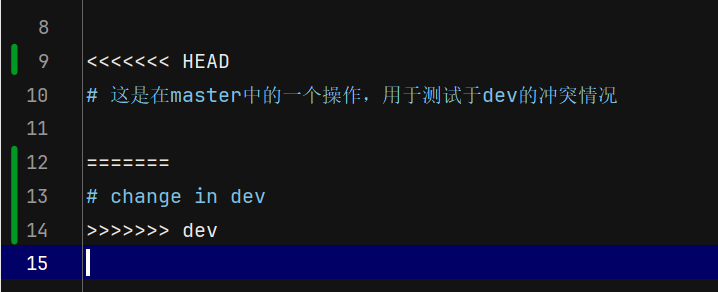 8
9 <<<<<<< HEAD
10 # 这是在master中的一个操作，用于测试于dev的冲突情况
11
12 =======
13 # change in dev
14 >>>>>>> dev
15